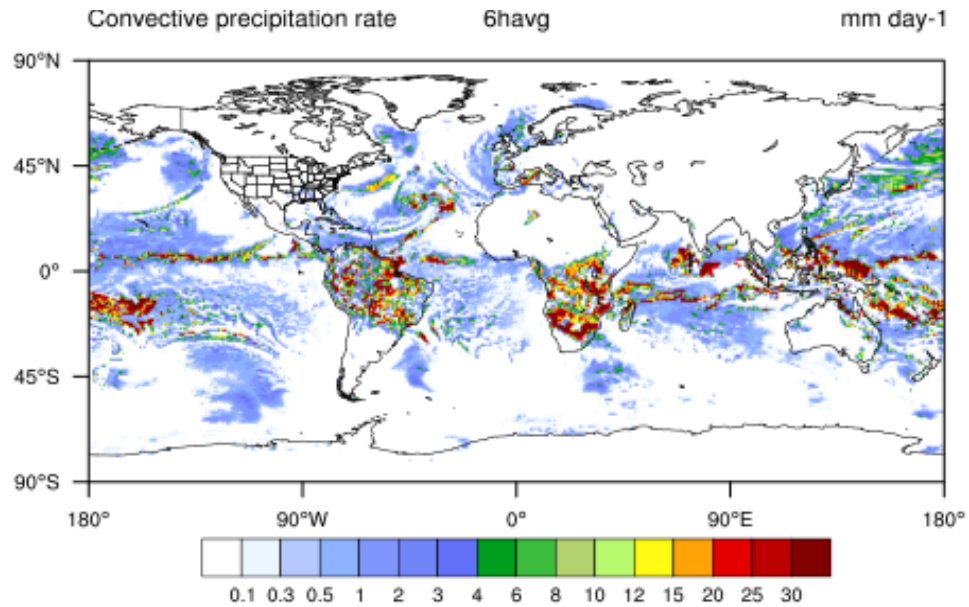 Convective precipitation rate 6havg mm day-1
90°N
45°N
0°
45°S
90°S
180° 90°W 0° 90°E 180°
0.1 0.3 0.5 1 2 3 4 6 8 10 12 15 20 25 30